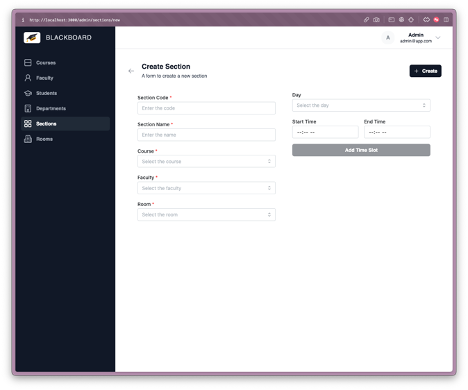 http://localhost:3000/admin/sections/new
BLACKBOARD
A
Admin
admin@app.com
Courses
Faculty
Students
Departments
Sections
Rooms
Create Section
A form to create a new section
+ Create
Section Code *
Enter the code
Section Name *
Enter the name
Course *
Select the course
Faculty *
Select the faculty
Room *
Select the room
Day
Select the day
Start Time
End Time
--:-- --
--:-- --
Add Time Slot